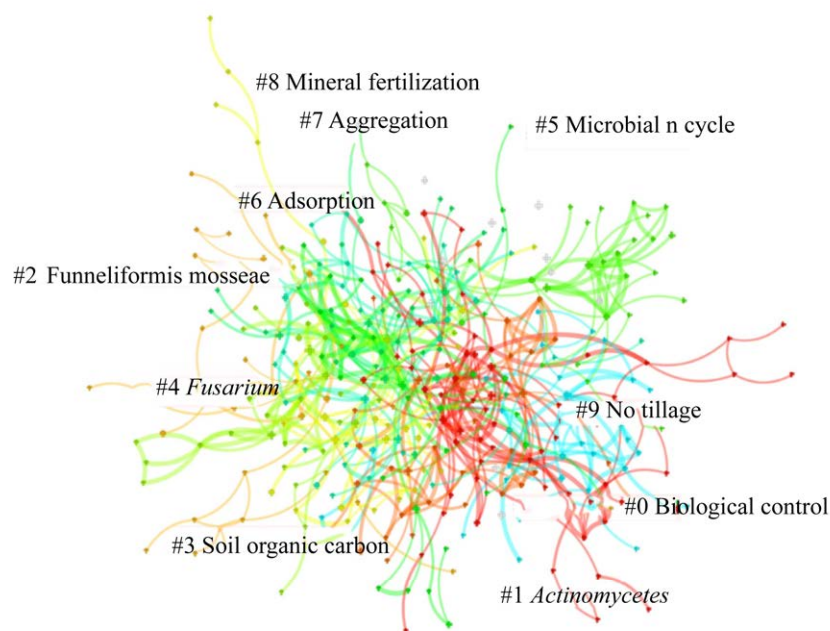 #8 Mineral fertilization
#7 Aggregation
#5 Microbial n cycle
#6 Adsorption
#2 Funneliformis mosseae
#4 Fusarium
#9 No tillage
#0 Biological control
#3 Soil organic carbon
#1 Actinomycetes